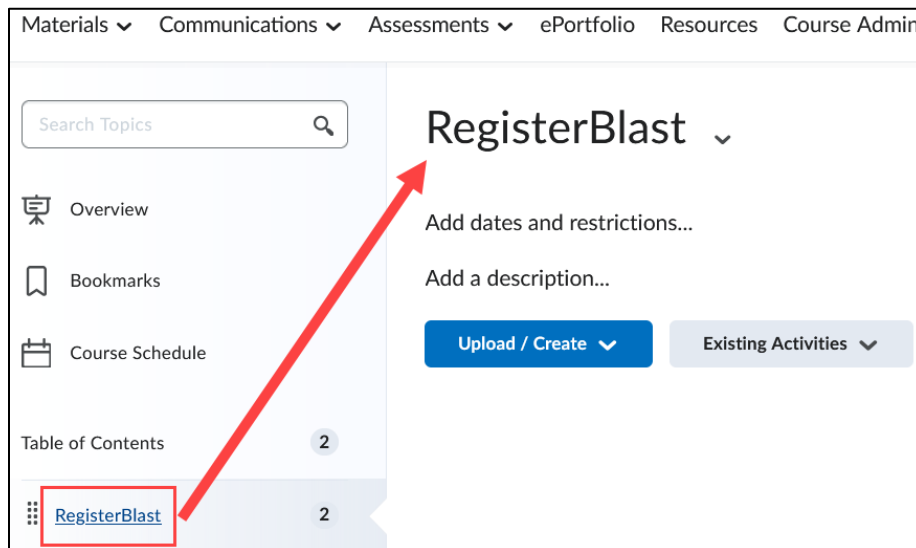 Materials Communications Assessments ePortfolio Resources Course Admin
Search Topics
RegisterBlast
Overview
Add dates and restrictions...
Bookmarks
Add a description...
Upload / Create
Existing Activities
Course Schedule
Table of Contents 2
RegisterBlast 2